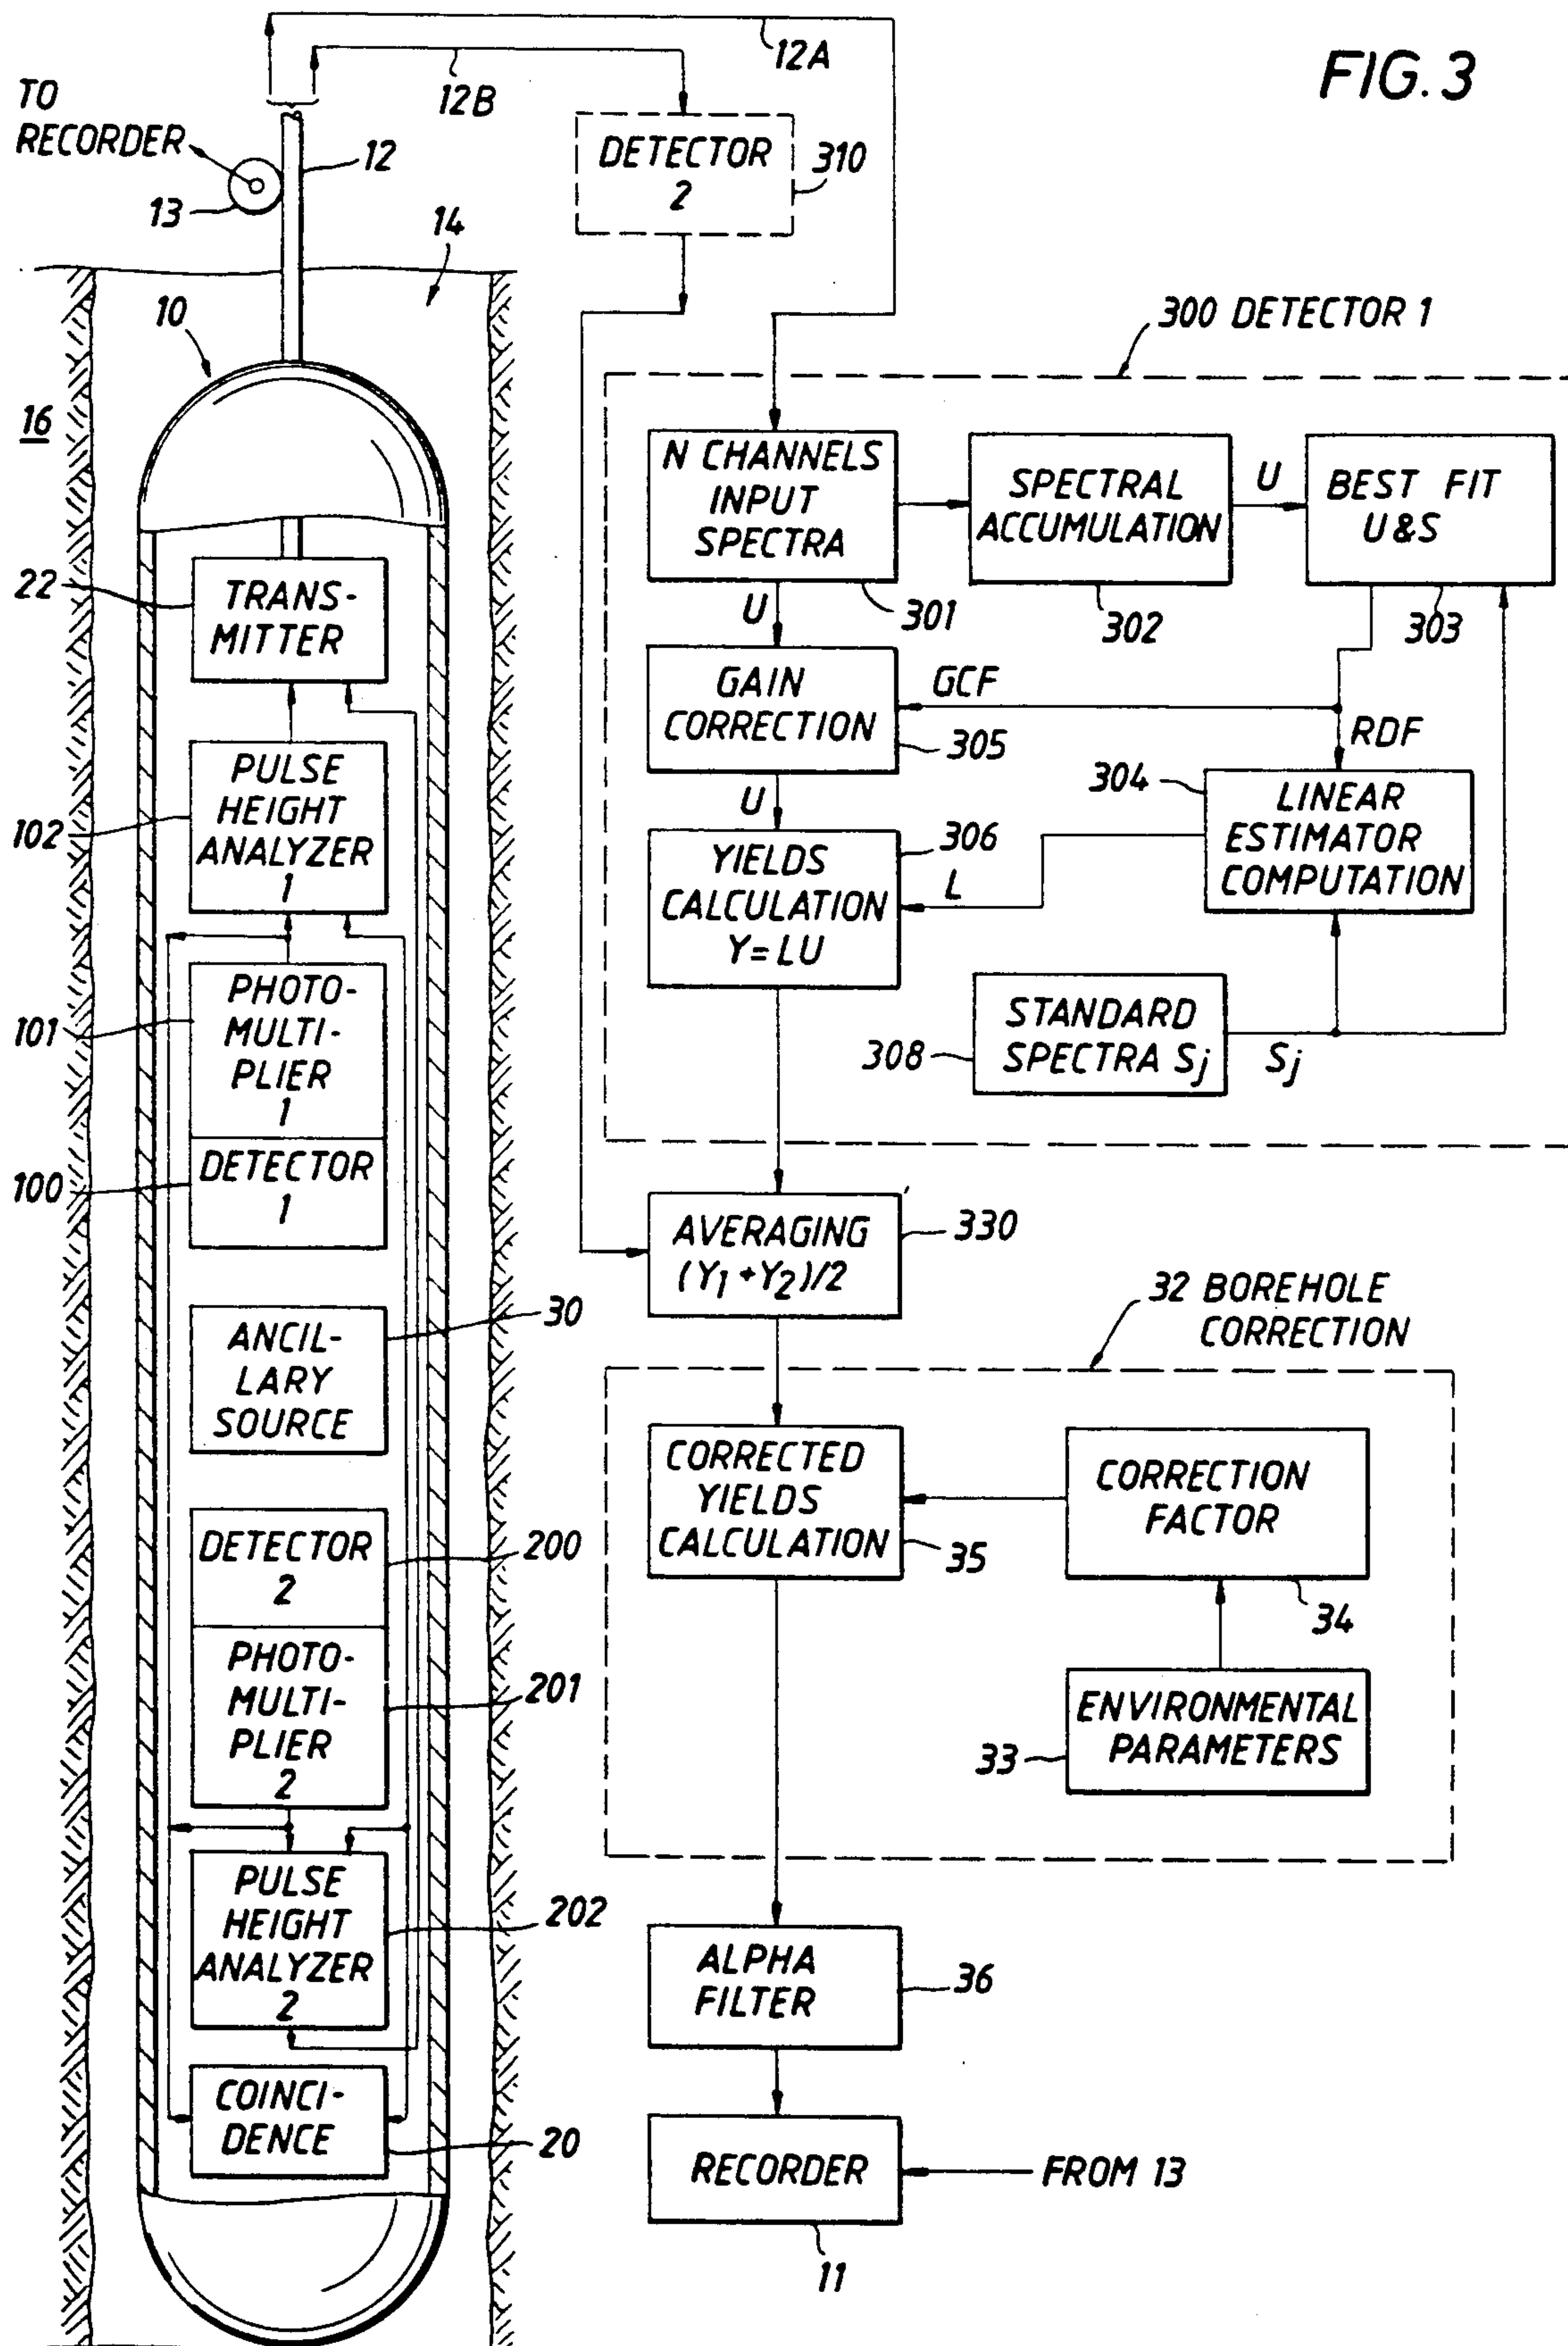 FIG. 3
12A
12B
TO
RECORDER
12
13
14
DETECTOR
2
310
10
16
300 DETECTOR 1
N CHANNELS
INPUT
SPECTRA
301
SPECTRAL
ACCUMULATION
302
U
BEST FIT
U&S
303
U
GAIN
CORRECTION
305
GCF
RDF
304
LINEAR
ESTIMATOR
COMPUTATION
U
YIELDS
CALCULATION
Y=LU
306
L
STANDARD
SPECTRA Sj
308
Sj
22
TRANS-
MITTER
102
PULSE
HEIGHT
ANALYZER
1
101
PHOTO-
MULTI-
PLIER
1
100
DETECTOR
1
30
ANCIL-
LARY
SOURCE
DETECTOR
2
200
PHOTO-
MULTI-
PLIER
2
201
PULSE
HEIGHT
ANALYZER
2
202
COINCI-
DENCE
20
AVERAGING
(Y1+Y2)/2
330
32 BOREHOLE
CORRECTION
CORRECTED
YIELDS
CALCULATION
35
CORRECTION
FACTOR
34
ENVIRONMENTAL
PARAMETERS
33
ALPHA
FILTER
36
RECORDER
FROM 13
11